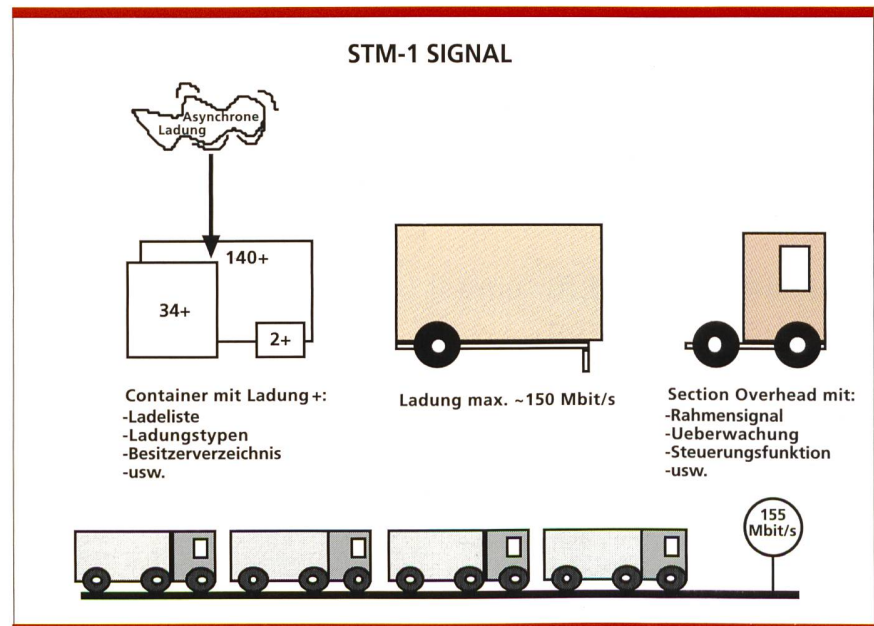 STM-1 SIGNAL
Asynchrone
Ladung
140+
34+
2+
Container mit Ladung+:
-Ladeliste
-Ladungstypen
-Besitzerverzeichnis
-usw.
Ladung max. ~150 Mbit/s
Section Overhead mit:
-Rahmensignal
-Ueberwachung
-Steuerungsfunktion
-usw.
155
Mbit/s